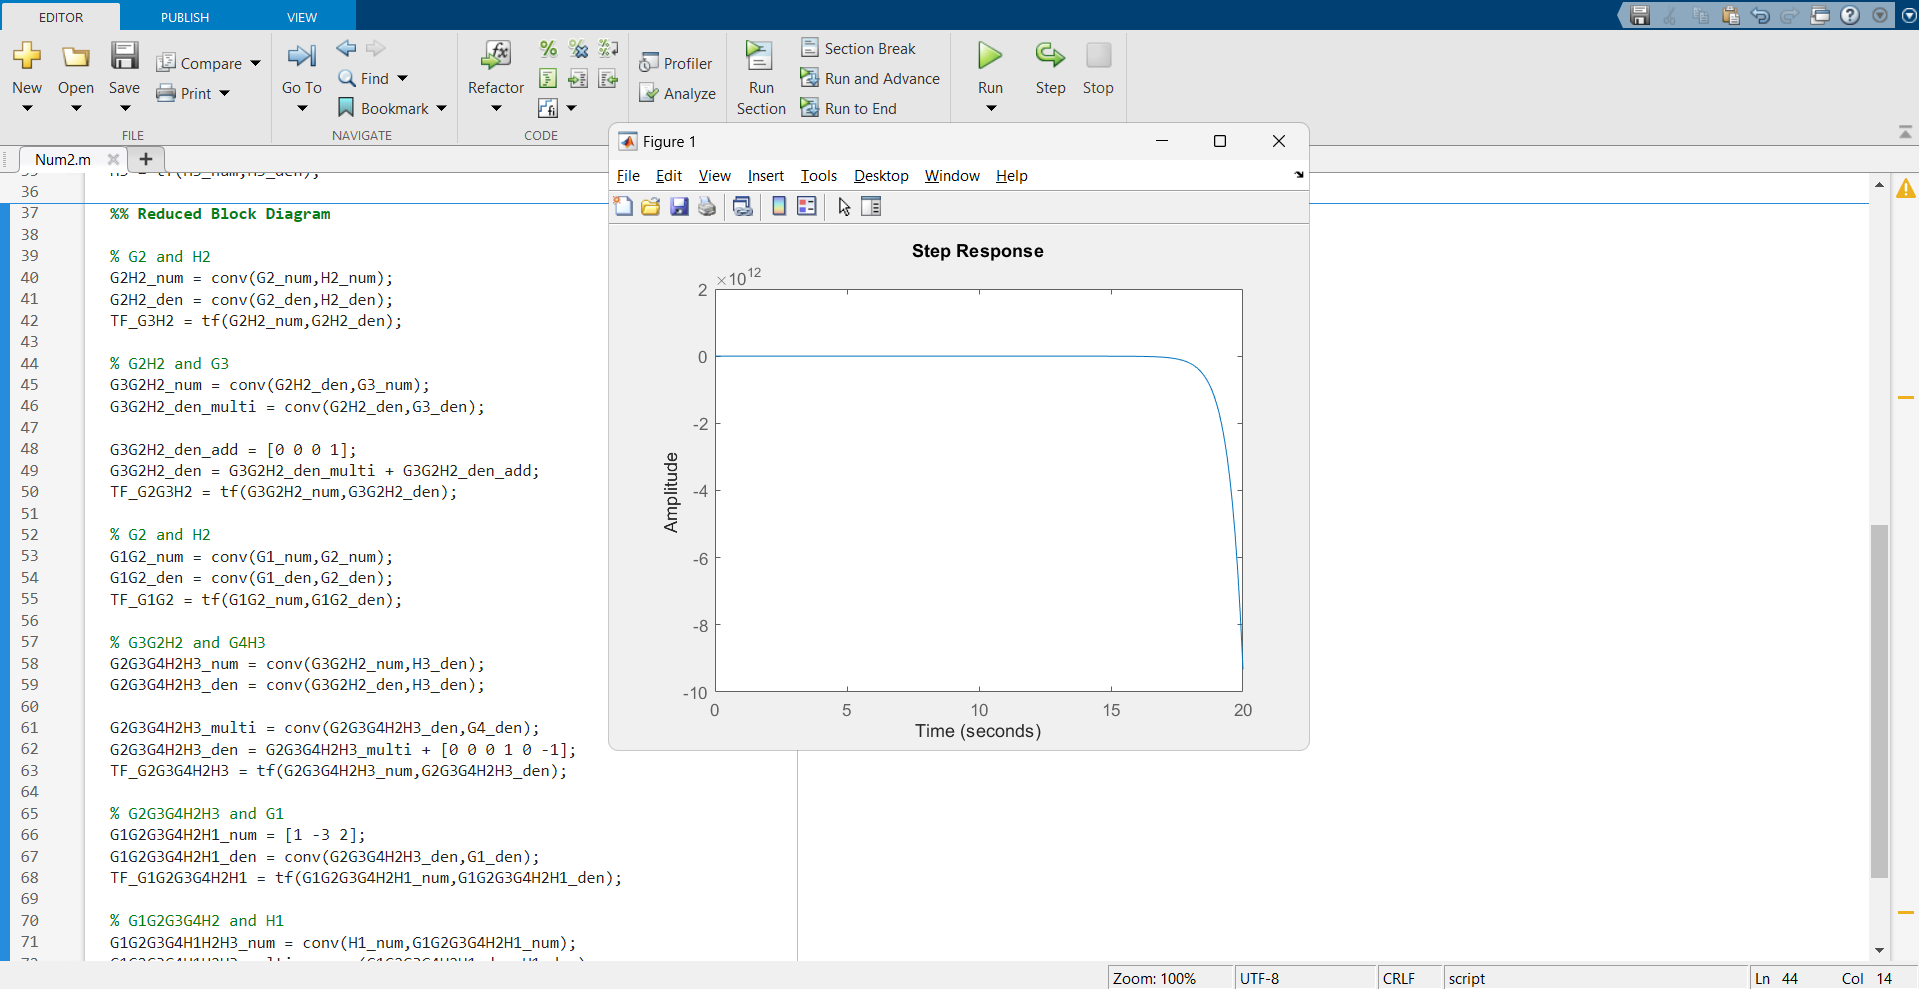 EDITOR PUBLISH VIEW
New Open Save Compare Print Go To Find Bookmark Refactor Profiler Analyze Run Section Section Break Run and Advance Run to End Run Step Stop
FILE NAVIGATE CODE
Num2.m
36
37 %% Reduced Block Diagram
38
39 % G2 and H2
40 G2H2_num = conv(G2_num,H2_num);
41 G2H2_den = conv(G2_den,H2_den);
42 TF_G3H2 = tf(G2H2_num,G2H2_den);
43
44 % G2H2 and G3
45 G3G2H2_num = conv(G2H2_den,G3_num);
46 G3G2H2_den_multi = conv(G2H2_den,G3_den);
47
48 G3G2H2_den_add = [0 0 0 1];
49 G3G2H2_den = G3G2H2_den_multi + G3G2H2_den_add;
50 TF_G2G3H2 = tf(G3G2H2_num,G3G2H2_den);
51
52 % G2 and H2
53 G1G2_num = conv(G1_num,G2_num);
54 G1G2_den = conv(G1_den,G2_den);
55 TF_G1G2 = tf(G1G2_num,G1G2_den);
56
57 % G3G2H2 and G4H3
58 G2G3G4H2H3_num = conv(G3G2H2_num,H3_den);
59 G2G3G4H2H3_den = conv(G3G2H2_den,H3_den);
60
61 G2G3G4H2H3_multi = conv(G2G3G4H2H3_den,G4_den);
62 G2G3G4H2H3_den = G2G3G4H2H3_multi + [0 0 0 1 0 -1];
63 TF_G2G3G4H2H3 = tf(G2G3G4H2H3_num,G2G3G4H2H3_den);
64
65 % G2G3G4H2H3 and G1
66 G1G2G3G4H2H1_num = [1 -3 2];
67 G1G2G3G4H2H1_den = conv(G2G3G4H2H3_den,G1_den);
68 TF_G1G2G3G4H2H1 = tf(G1G2G3G4H2H1_num,G1G2G3G4H2H1_den);
69
70 % G1G2G3G4H2 and H1
71 G1G2G3G4H1H2H3_num = conv(H1_num,G1G2G3G4H2H1_num);
Figure 1
File Edit View Insert Tools Desktop Window Help
Step Response
×10^12
2
0
-2
-4
-6
-8
-10
Amplitude
0 5 10 15 20
Time (seconds)
Zoom: 100% UTF-8 CRLF script Ln 44 Col 14